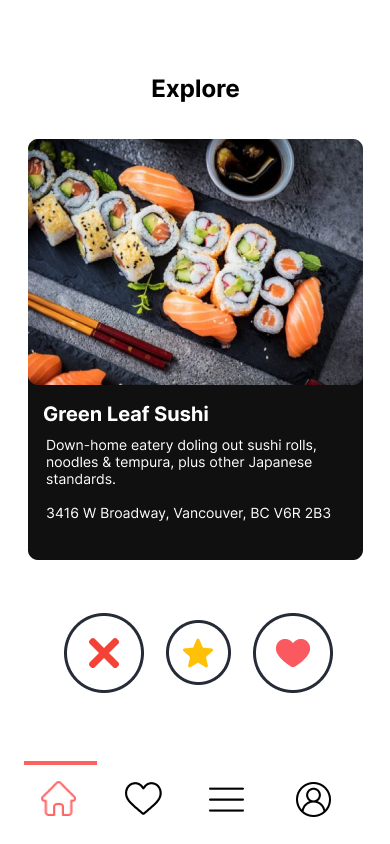 Explore
Green Leaf Sushi
Down-home eatery doling out sushi rolls,
noodles & tempura, plus other Japanese
standards.
3416 W Broadway, Vancouver, BC V6R 2B3